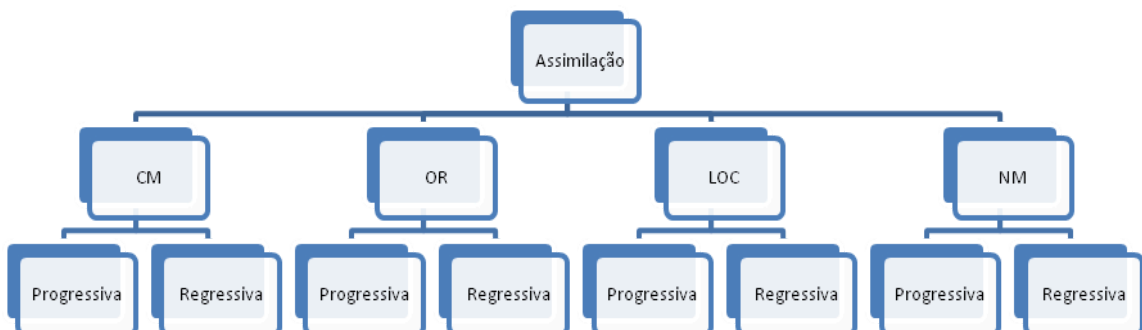 Assimilação
CM
OR
LOC
NM
Progressiva
Regressiva
Progressiva
Regressiva
Progressiva
Regressiva
Progressiva
Regressiva